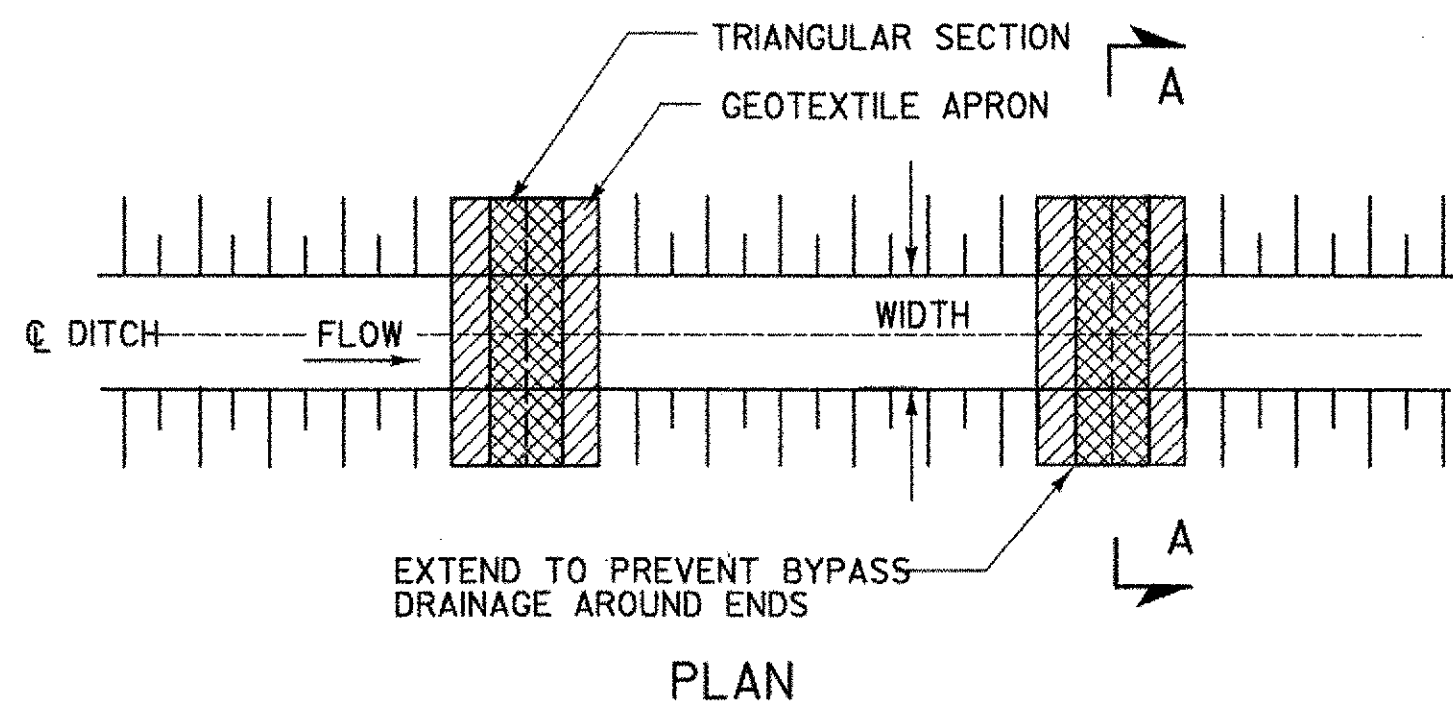 TRIANGULAR SECTION
A
GEOTEXTILE APRON
WIDTH
℄ DITCH
FLOW
A
EXTEND TO PREVENT BYPASS
DRAINAGE AROUND ENDS
PLAN